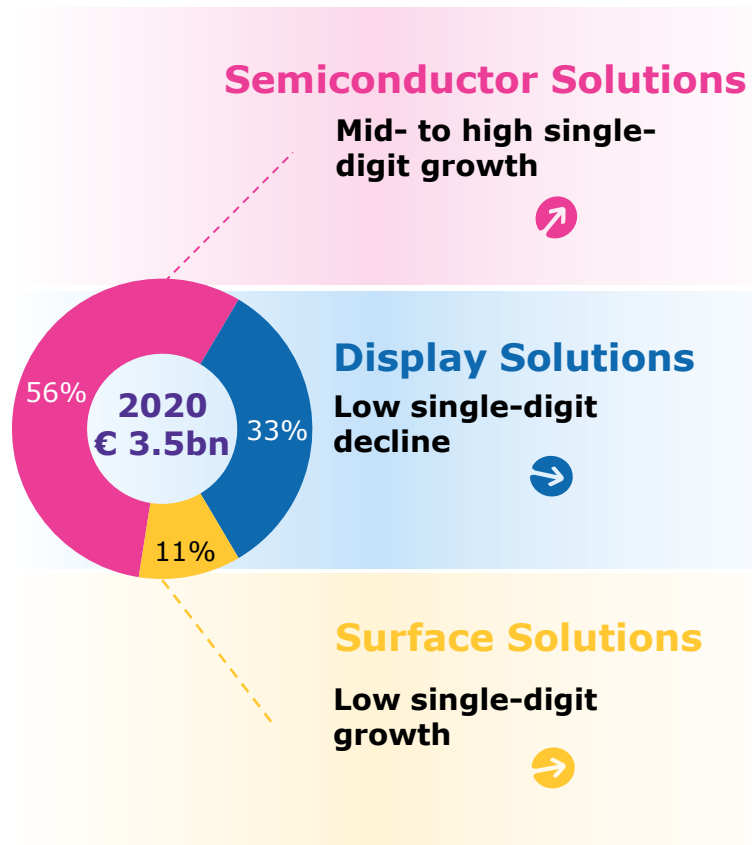 Semiconductor Solutions
Mid- to high single-
digit growth
56%
2020
€ 3.5bn
33%
11%
Display Solutions
Low single-digit
decline
Surface Solutions
Low single-digit
growth